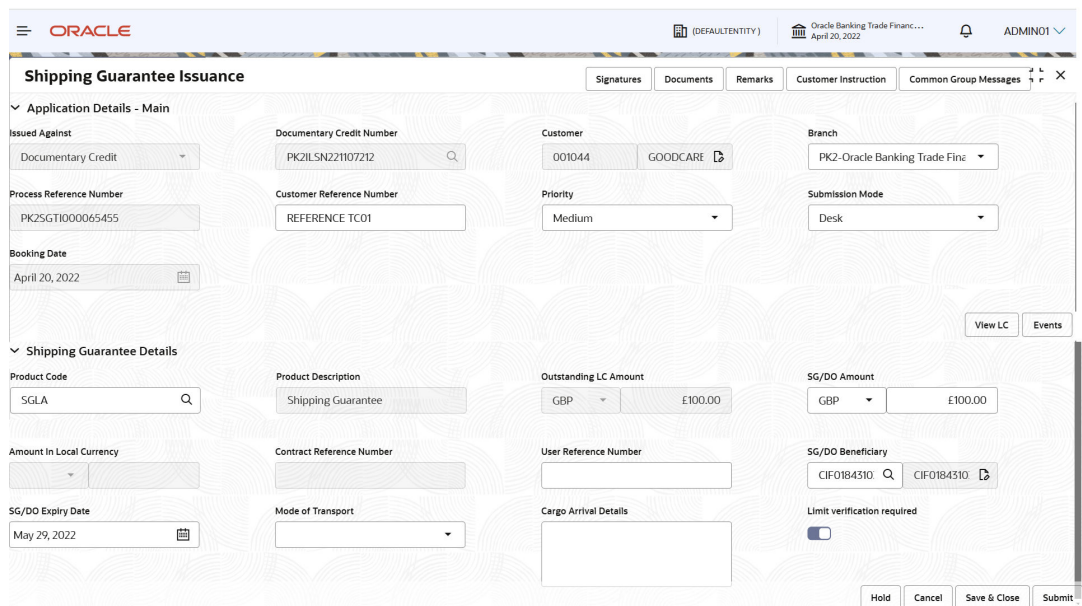 ORACLE
(DEFAULTENTITY)
Oracle Banking Trade Financ...
April 20, 2022
ADMIN01
Shipping Guarantee Issuance
Signatures
Documents
Remarks
Customer Instruction
Common Group Messages
Application Details - Main
Issued Against
Documentary Credit Number
Customer
Branch
Documentary Credit
PK2ILSN221107212
001044
GOODCARE
PK2-Oracle Banking Trade Fina
Process Reference Number
Customer Reference Number
Priority
Submission Mode
PK2SGTI000065455
REFERENCE TC01
Medium
Desk
Booking Date
April 20, 2022
View LC
Events
Shipping Guarantee Details
Product Code
Product Description
Outstanding LC Amount
SG/DO Amount
SGLA
Shipping Guarantee
GBP
£100.00
GBP
£100.00
Amount In Local Currency
Contract Reference Number
User Reference Number
SG/DO Beneficiary
CIF0184310
CIF0184310
SG/DO Expiry Date
Mode of Transport
Cargo Arrival Details
Limit verification required
May 29, 2022
Hold
Cancel
Save & Close
Submit